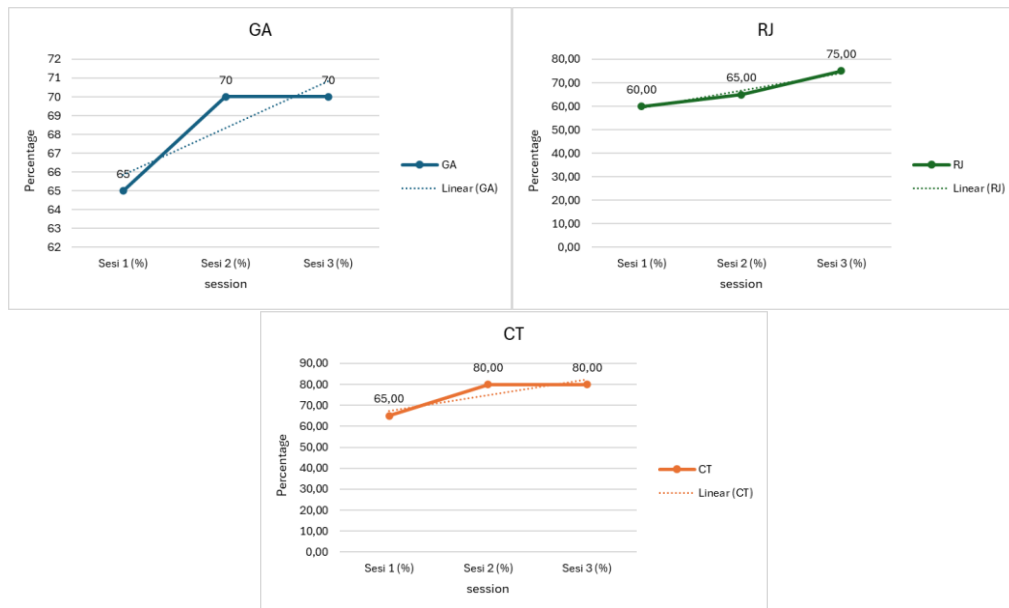 GA
72
71
70
69
68
67
66
65
64
63
62
65
70
70
Percentage
Sesi 1 (%) Sesi 2 (%) Sesi 3 (%)
session
GA
Linear (GA)
RJ
80,00
70,00
60,00
50,00
40,00
30,00
20,00
10,00
0,00
60,00
65,00
75,00
Percentage
Sesi 1 (%) Sesi 2 (%) Sesi 3 (%)
session
RJ
Linear (RJ)
CT
90,00
80,00
70,00
60,00
50,00
40,00
30,00
20,00
10,00
0,00
65,00
80,00
80,00
Percentage
Sesi 1 (%) Sesi 2 (%) Sesi 3 (%)
session
CT
Linear (CT)